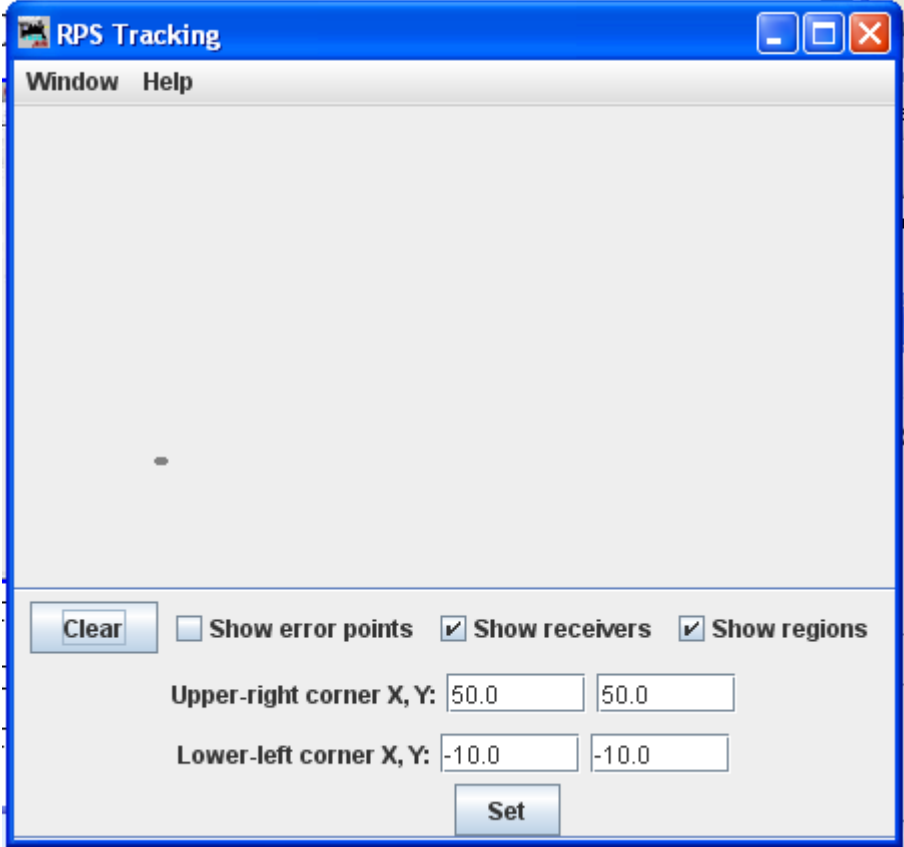 RPS Tracking
Window Help
Clear Show error points Show receivers Show regions
Upper-right corner X, Y: 50.0 50.0
Lower-left corner X, Y: -10.0 -10.0
Set